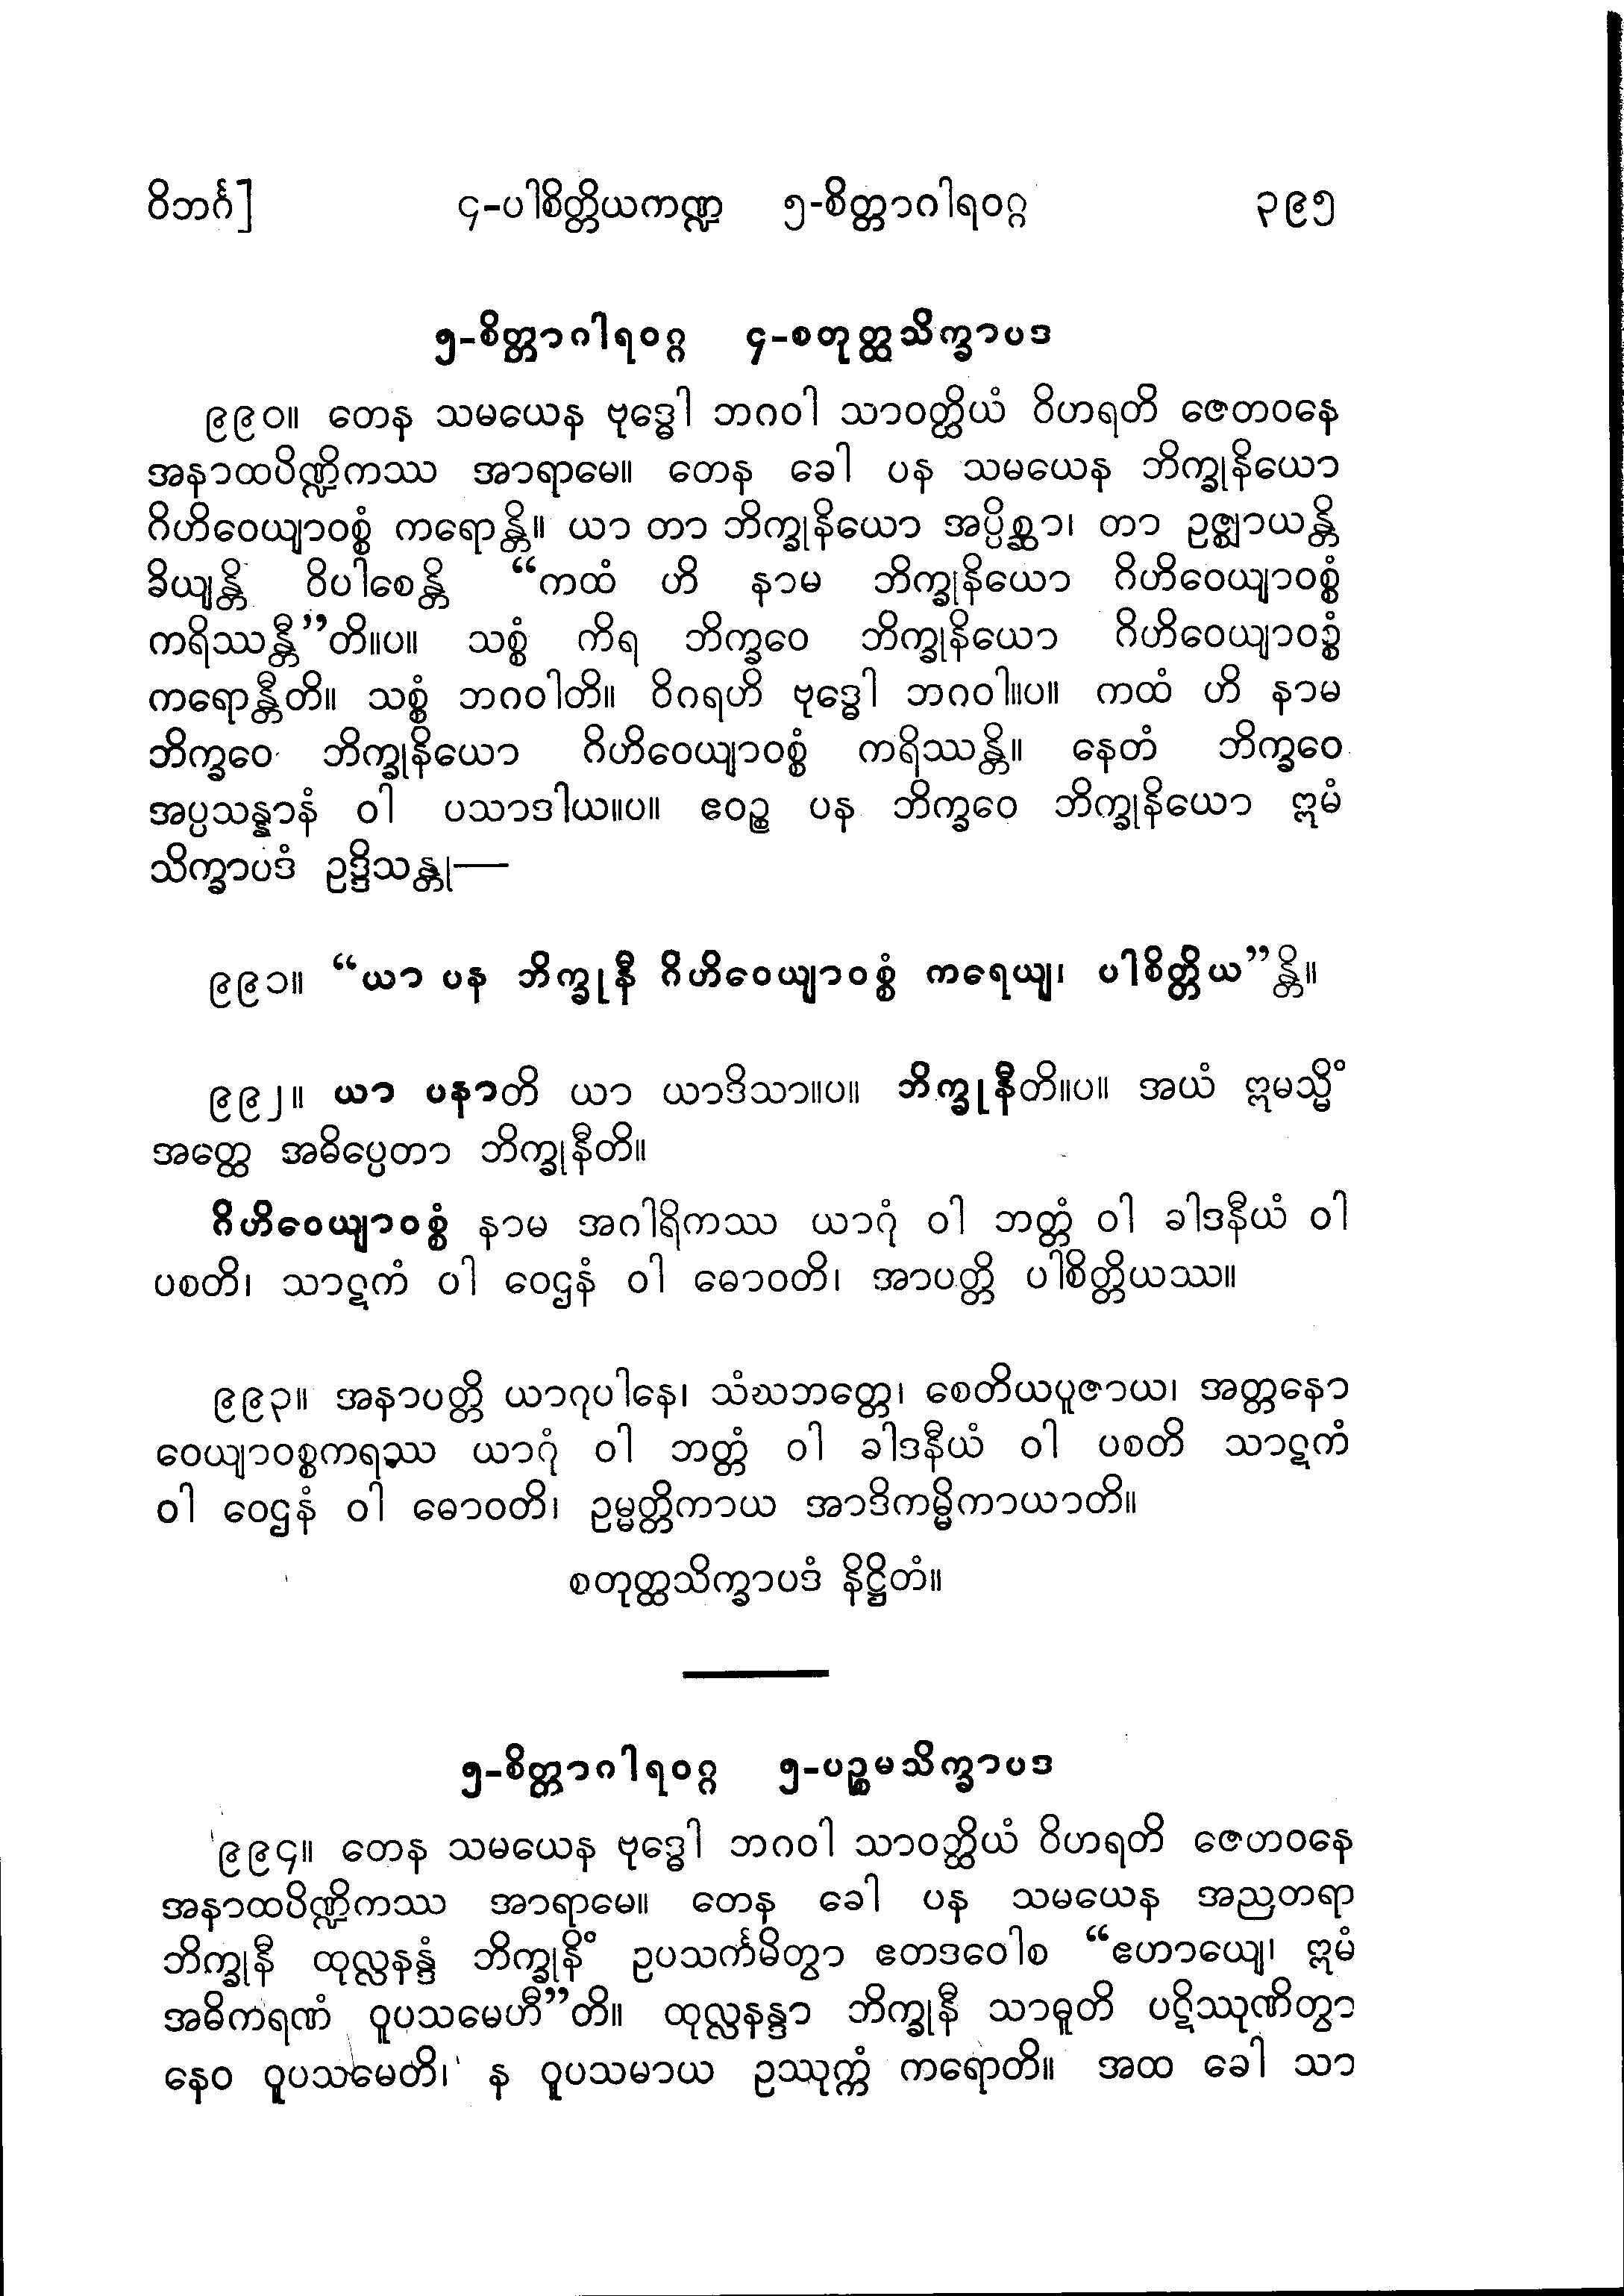 ဝိဘင်္ဂ]	၄-ပါစိတ္တိယကဏ္ဍ ၅-စိတ္တာဂါရဝဂ္ဂ	၃၉၅
၅-စိတ္တာဂါရဝဂ္ဂ ၄-စတုတ္ထသိက္ခာပဒ
၉၉၀။ တေန သမယေန ဗုဒ္ဓေါ ဘဂဝါ သာဝတ္ထိယံ ဝိဟရတိ ဇေတဝနေ
အနာထပိဏ္ဍိကဿ အာရာမေ။ တေန ခေါ ပန သမယေန ဘိက္ခုနိယော
ဂိဟိဝေယျာဝစ္စံ ကရောန္တိ။ ယာ တာ ဘိက္ခုနိယော အပ္ပိစ္ဆာ၊ တာ ဥဇ္ဈာယန္တိ
ခိယျန္တိ ဝိပါစေန္တိ “ကထံ ဟိ နာမ ဘိက္ခုနိယော ဂိဟိဝေယျာဝစ္စံ
ကရိဿန္တီ”တိ။ပ။ သစ္စံ ကိရ ဘိက္ခဝေ ဘိက္ခုနိယော ဂိဟိဝေယျာဝဉ္စံ
ကရောန္တီတိ။ သစ္စံ ဘဂဝါတိ။ ဝိဂရဟိ ဗုဒ္ဓေါ ဘဂဝါ။ပ။ ကထံ ဟိ နာမ
ဘိက္ခဝေ ဘိက္ခုနိယော ဂိဟိဝေယျာဝစ္စံ ကရိဿန္တိ။ နေတံ ဘိက္ခဝေ
အပ္ပသန္နာနံ ဝါ ပသာဒါယ။ပ။ ဧဝဉ္စ ပန ဘိက္ခဝေ ဘိက္ခုနိယော ဣမံ
သိက္ခာပဒံ ဥဒ္ဒိသန္တု—
၉၉၁။ “ယာ ပန ဘိက္ခုနီ ဂိဟိဝေယျာဝစ္စံ ကရေယျ၊ ပါစိတ္တိယ”န္တိ။
၉၉၂။ ယာ ပနာတိ ယာ ယာဒိသာ။ပ။ ဘိက္ခုနီတိ။ပ။ အယံ ဣမသ္မိံ
အတ္ထေ အဓိပ္ပေတာ ဘိက္ခုနီတိ။
ဂိဟိဝေယျာဝစ္စံ နာမ အဂါရိကဿ ယာဂုံ ဝါ ဘတ္တံ ဝါ ခါဒနီယံ ဝါ
ပစတိ၊ သာဋကံ ဝါ ဝေဌနံ ဝါ ဓောဝတိ၊ အာပတ္တိ ပါစိတ္တိယဿ။
၉၉၃။ အနာပတ္တိ ယာဂုပါနေ၊ သံဃဘတ္တေ၊ စေတိယပူဇာယ၊ အတ္တနော
ဝေယျာဝစ္စကရဿ ယာဂုံ ဝါ ဘတ္တံ ဝါ ခါဒနီယံ ဝါ ပစတိ သာဋကံ
ဝါ ဝေဌနံ ဝါ ဓောဝတိ၊ ဥမ္မတ္တိကာယ အာဒိကမ္မိကာယာတိ။
စတုတ္ထသိက္ခာပဒံ နိဋ္ဌိတံ။
၅-စိတ္တာဂါရဝဂ္ဂ ၅-ပဉ္စမသိက္ခာပဒ
၉၉၄။ တေန သမယေန ဗုဒ္ဓေါ ဘဂဝါ သာဝတ္ထိယံ ဝိဟရတိ ဇေဟဝနေ
အနာထပိဏ္ဍိကဿ အာရာမေ။ တေန ခေါ ပန သမယေန အညတရာ
ဘိက္ခုနီ ထုလ္လနန္ဒံ ဘိက္ခုနိံ ဥပသင်္ကမိတွာ ဧတဒဝေါစ “ဧဟာယျေ၊ ဣမံ
အဓိကရဏံ ဝူပသမေဟီ”တိ။ ထုလ္လနန္ဒာ ဘိက္ခုနီ သာဓူတိ ပဋိဿုဏိတွာ
နေဝ ဝူပသမေတိ၊ န ဝူပသမာယ ဥဿုက္ကံ ကရောတိ။ အထ ခေါ သာ